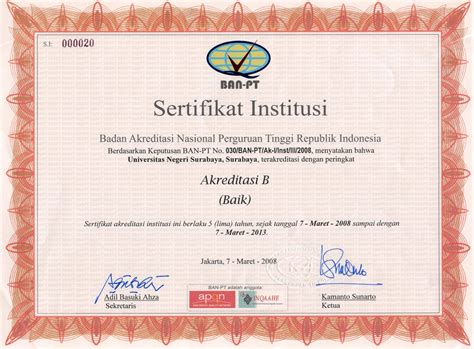 S.I: 000020
BAN-PT
Sertifikat Institusi
Badan Akreditasi Nasional Perguruan Tinggi Republik Indonesia
Berdasarkan Keputusan BAN-PT No. 030/BAN-PT/Ak-I/Inst/III/2008, menyatakan bahwa
Universitas Negeri Surabaya, Surabaya, terakreditasi dengan peringkat
Akreditasi B
(Baik)
Sertifikat akreditasi institusi ini berlaku 5 (lima) tahun, sejak tanggal 7 - Maret - 2008 sampai dengan
7 - Maret - 2013.
Jakarta, 7 - Maret - 2008
BAN-PT adalah anggota
Adil Basuki Ahza
Sekretaris
apqn
INQAAHE
Kamanto Sunarto
Ketua